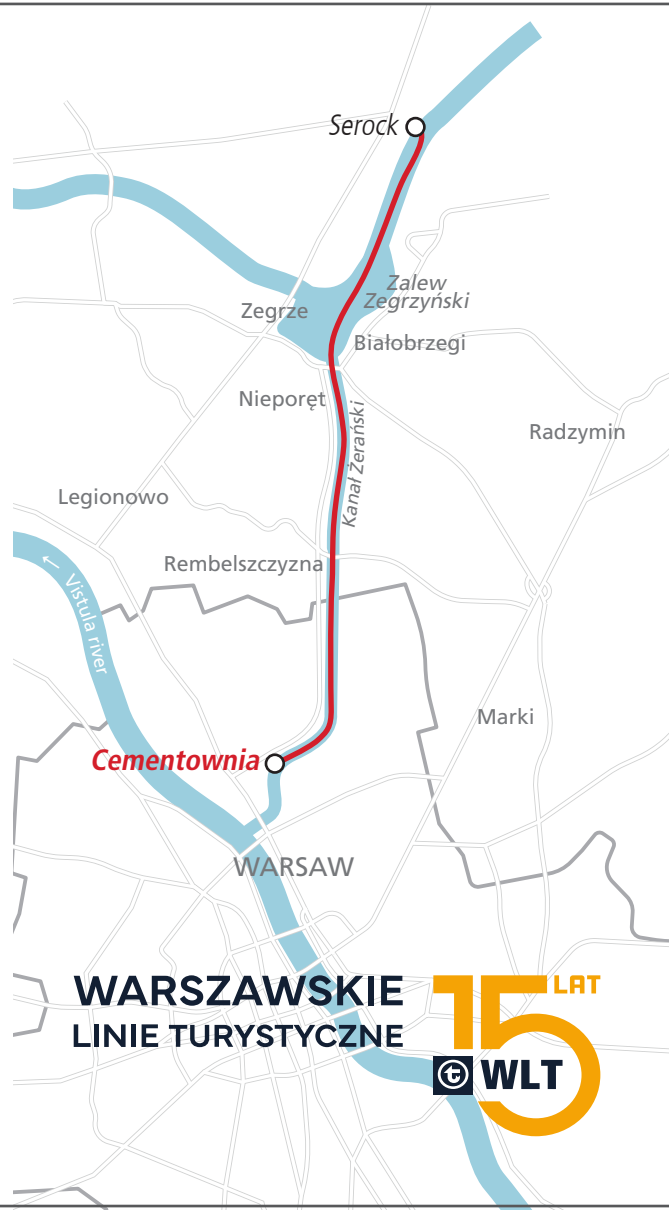 Serock
Zalew
Zegrzyński
Zegrze
Białobrzegi
Nieporęt
Kanał Żerański
Radzymin
Legionowo
Rembelszczyzna
← Vistula river
Marki
Cementownia
WARSAW
WARSZAWSKIE
LINIE TURYSTYCZNE
15 LAT
t WLT